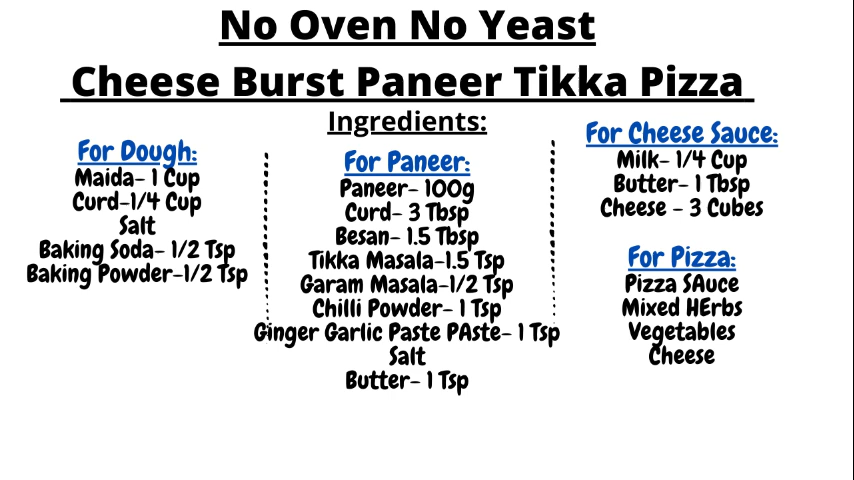 No Oven No Yeast
Cheese Burst Paneer Tikka Pizza
Ingredients:
For Dough:
Maida- 1 Cup
Curd-1/4 Cup
Salt
Baking Soda- 1/2 Tsp
Baking Powder-1/2 Tsp
For Paneer:
Paneer- 100g
Curd- 3 Tbsp
Besan- 1.5 Tbsp
Tikka Masala-1.5 Tsp
Garam Masala-1/2 Tsp
Chilli Powder- 1 Tsp
Ginger Garlic Paste PAste- 1 Tsp
Salt
Butter- 1 Tsp
For Cheese Sauce:
Milk- 1/4 Cup
Butter- 1 Tbsp
Cheese - 3 Cubes
For Pizza:
Pizza SAuce
Mixed HErbs
Vegetables
Cheese